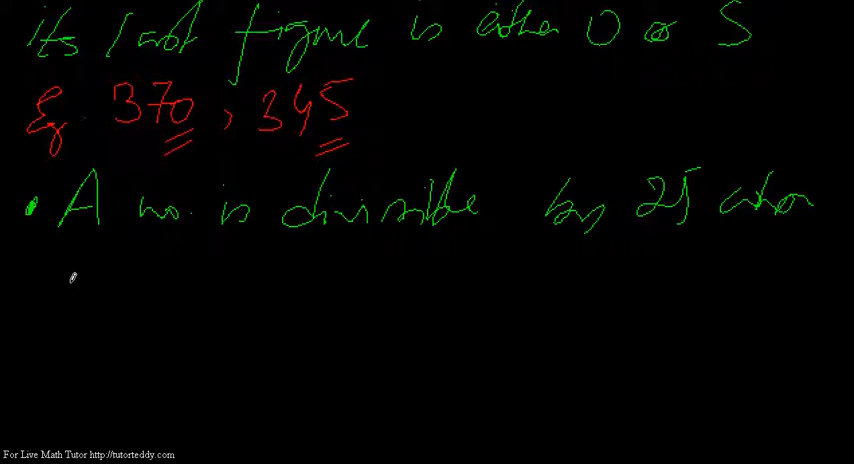 its last figure is either 0 or 5
Eg. 370, 345
• A no. is divisible by 25 when
For Live Math Tutor http://tutorteddy.com